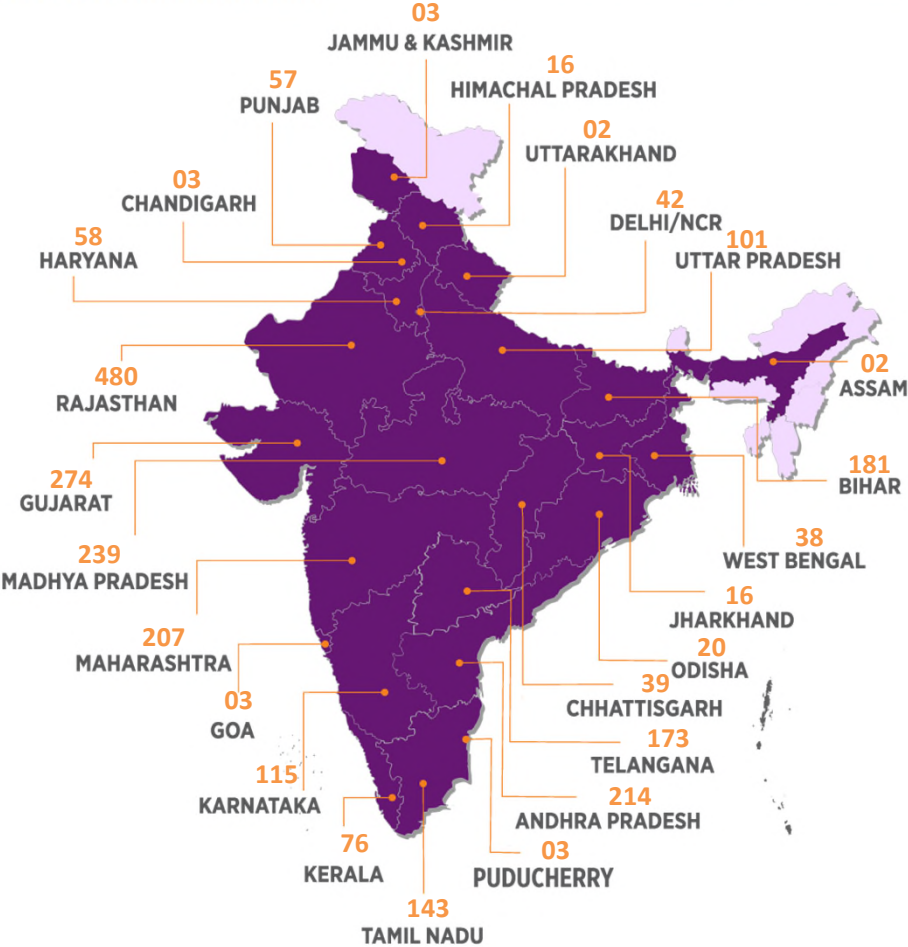 03
JAMMU & KASHMIR
16
HIMACHAL PRADESH
57
PUNJAB
02
UTTARAKHAND
03
CHANDIGARH
42
DELHI/NCR
58
HARYANA
101
UTTAR PRADESH
480
RAJASTHAN
02
ASSAM
274
GUJARAT
181
BIHAR
239
MADHYA PRADESH
38
WEST BENGAL
16
JHARKHAND
207
MAHARASHTRA
20
ODISHA
39
CHHATTISGARH
03
GOA
173
TELANGANA
115
KARNATAKA
214
ANDHRA PRADESH
76
KERALA
03
PUDUCHERRY
143
TAMIL NADU